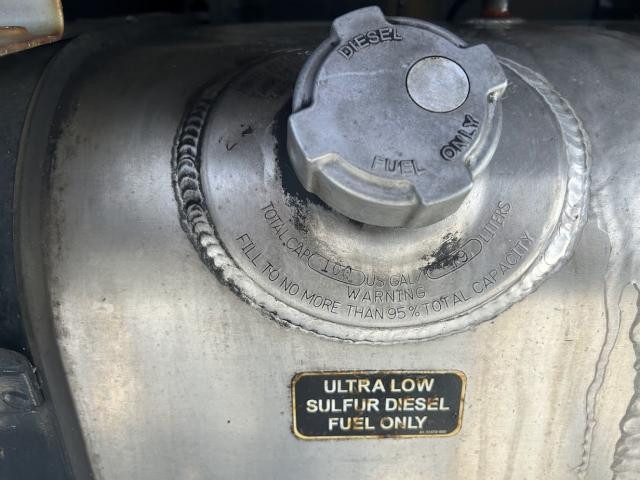 DIESEL
FUEL ONLY
TOTAL CAP. 100 US GAL/ LITERS
WARNING
FILL TO NO MORE THAN 95% TOTAL CAPACITY
ULTRA LOW
SULFUR DIESEL
FUEL ONLY